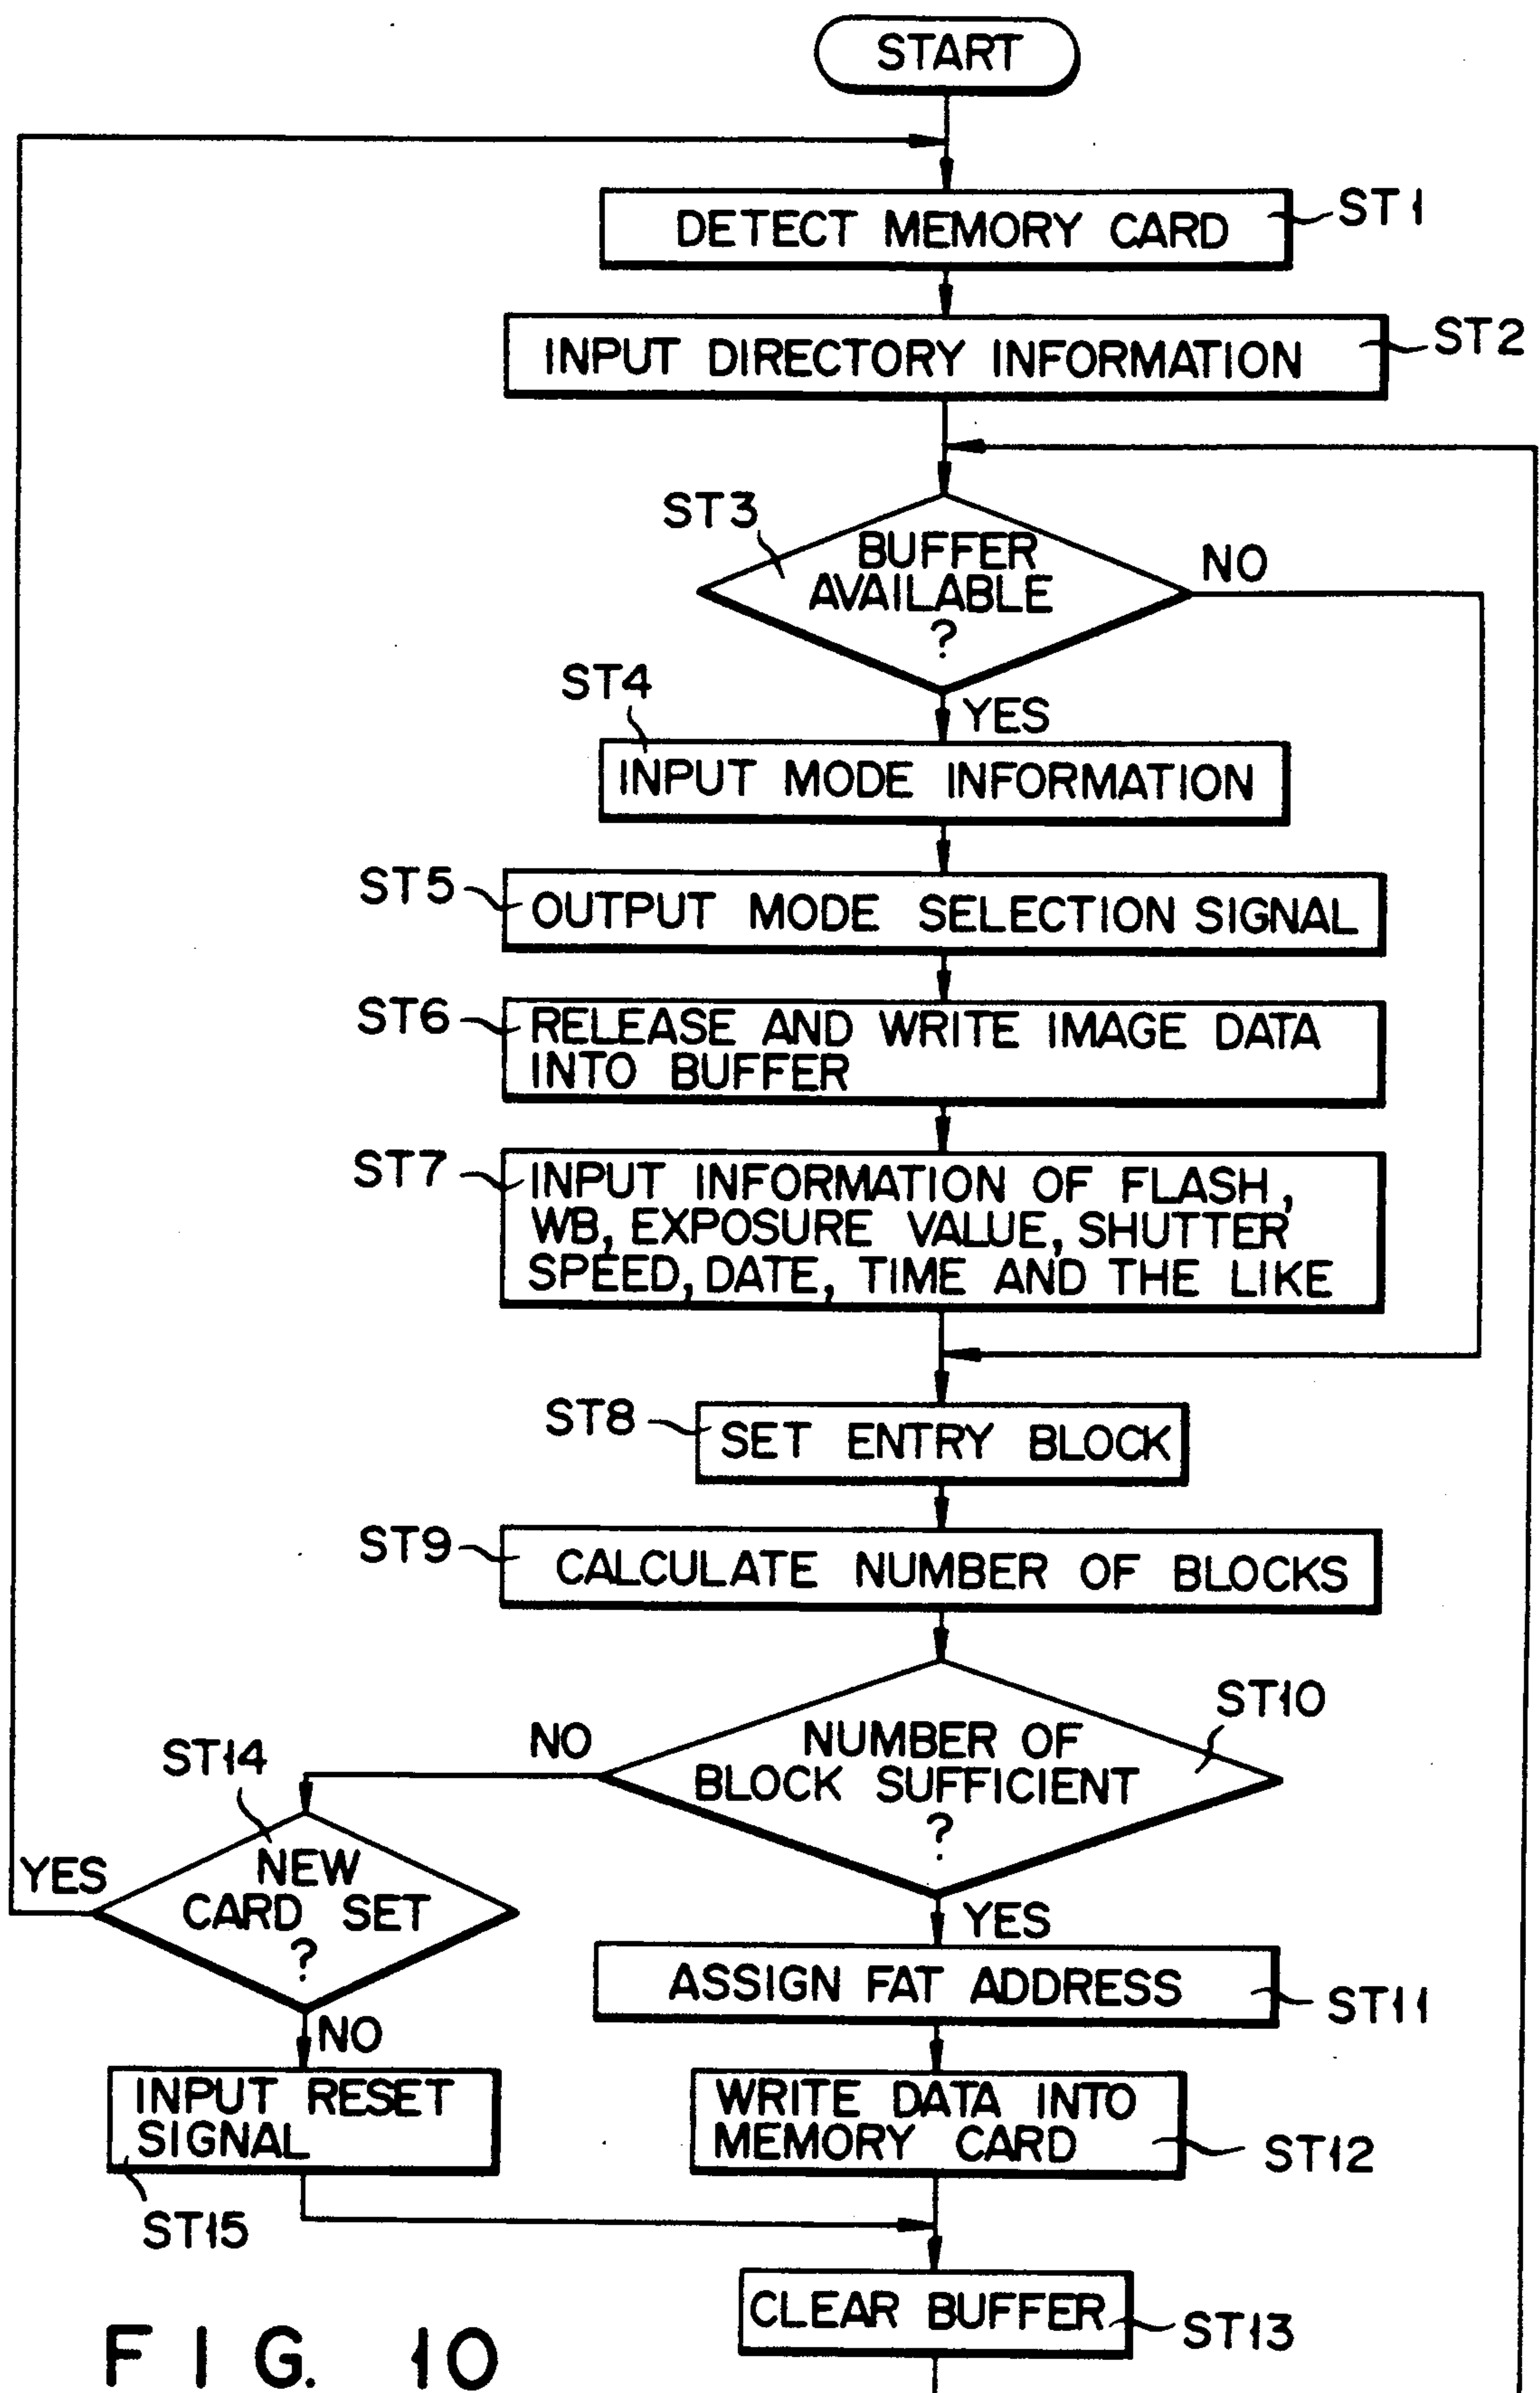 START
DETECT MEMORY CARD
ST1
INPUT DIRECTORY INFORMATION
ST2
ST3
BUFFER
AVAILABLE
?
NO
YES
ST4
INPUT MODE INFORMATION
ST5
OUTPUT MODE SELECTION SIGNAL
ST6
RELEASE AND WRITE IMAGE DATA
INTO BUFFER
ST7
INPUT INFORMATION OF FLASH,
WB, EXPOSURE VALUE, SHUTTER
SPEED, DATE, TIME AND THE LIKE
ST8
SET ENTRY BLOCK
ST9
CALCULATE NUMBER OF BLOCKS
ST10
NUMBER OF
BLOCK SUFFICIENT
?
NO
YES
ST14
NEW
CARD SET
?
YES
NO
ASSIGN FAT ADDRESS
ST11
INPUT RESET
SIGNAL
ST15
WRITE DATA INTO
MEMORY CARD
ST12
CLEAR BUFFER
ST13
FIG. 10